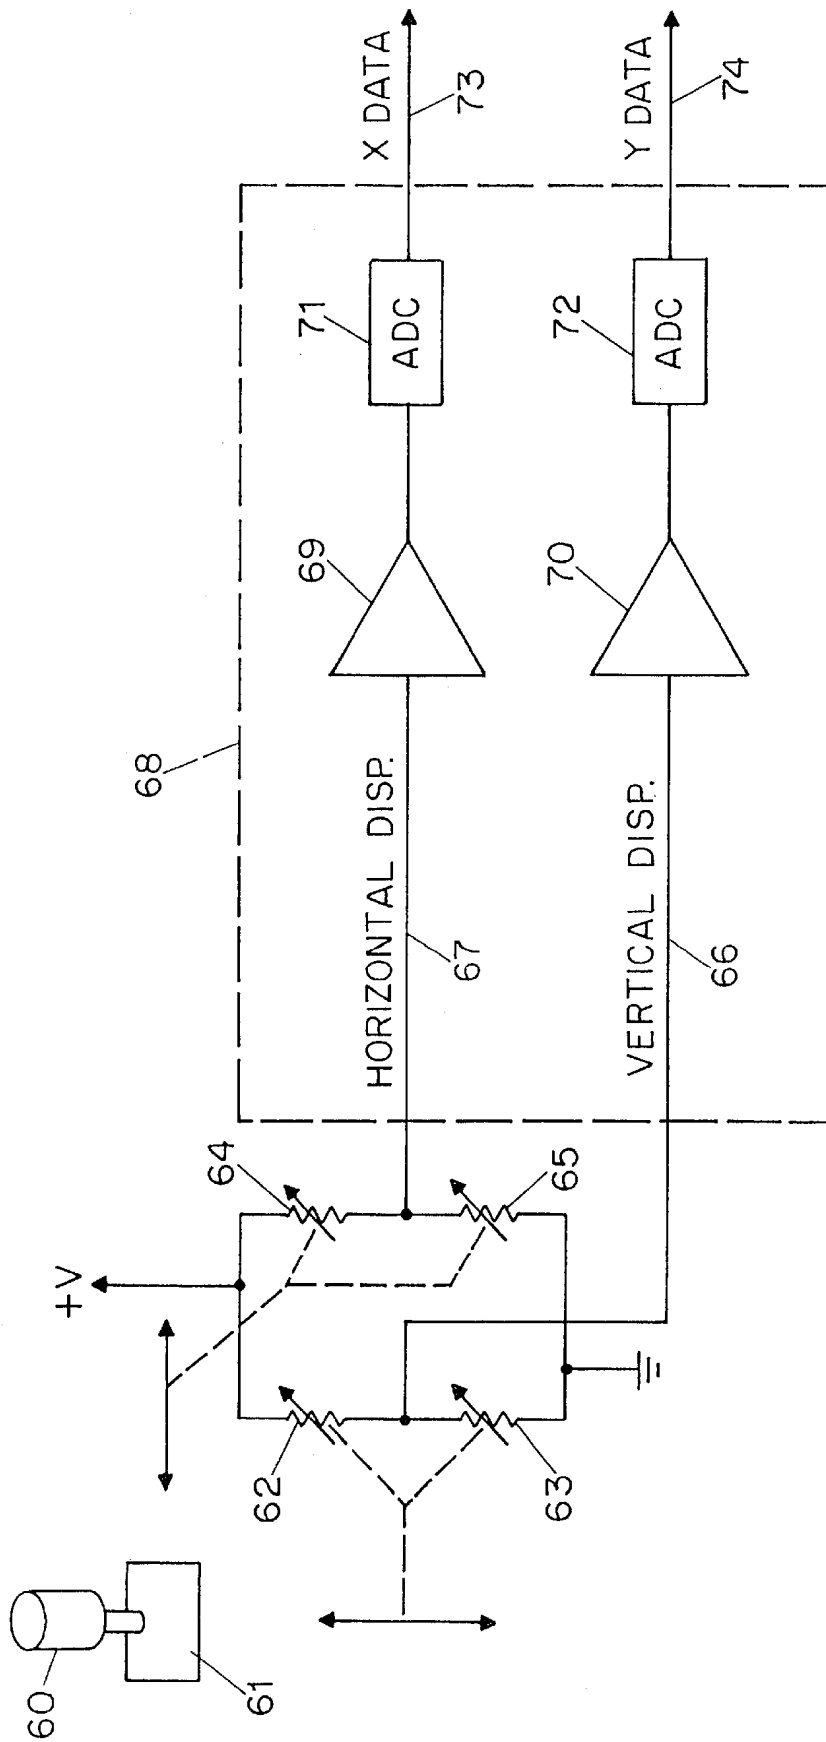 60
61
+V
62
64
63
65
68
HORIZONTAL DISP.
67
69
71
ADC
X DATA
73
VERTICAL DISP.
66
70
72
ADC
Y DATA
74